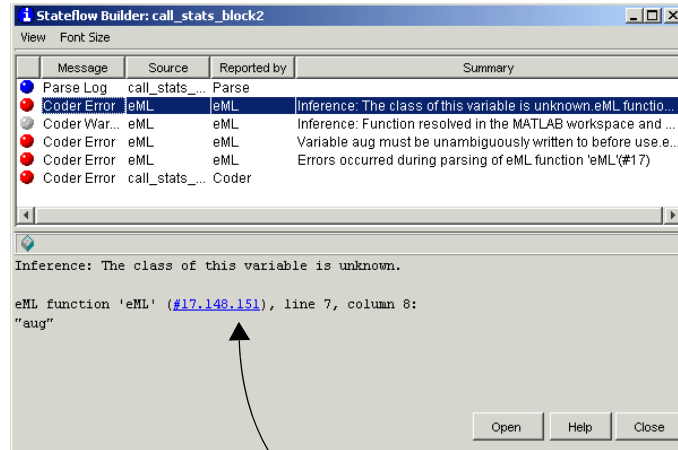 Stateflow Builder: call_stats_block2
View Font Size
Message Source Reported by Summary
Parse Log call_stats_... Parse
Coder Error eML eML Inference: The class of this variable is unknown.eML functio...
Coder War... eML eML Inference: Function resolved in the MATLAB workspace and ...
Coder Error eML eML Variable aug must be unambiguously written to before use.e...
Coder Error eML eML Errors occurred during parsing of eML function 'eML'(#17)
Coder Error call_stats_... Coder
Inference: The class of this variable is unknown.
eML function 'eML' (#17.148.151), line 7, column 8:
"aug"
Open Help Close